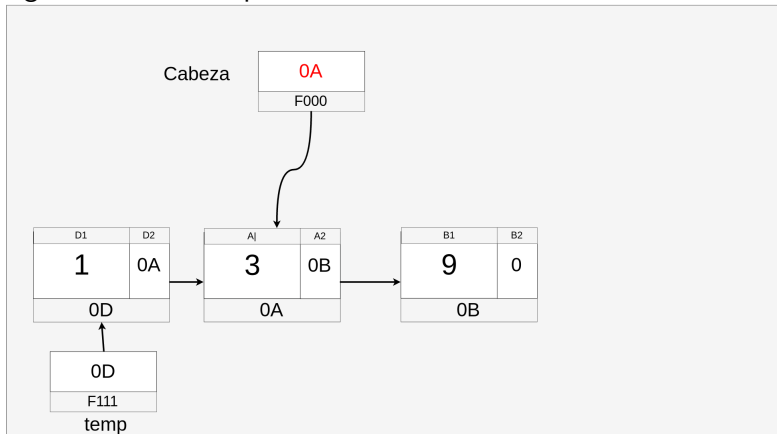 Cabeza
0A
F000
D1 D2
1 0A
0D
A| A2
3 0B
0A
B1 B2
9 0
0B
0D
F111
temp